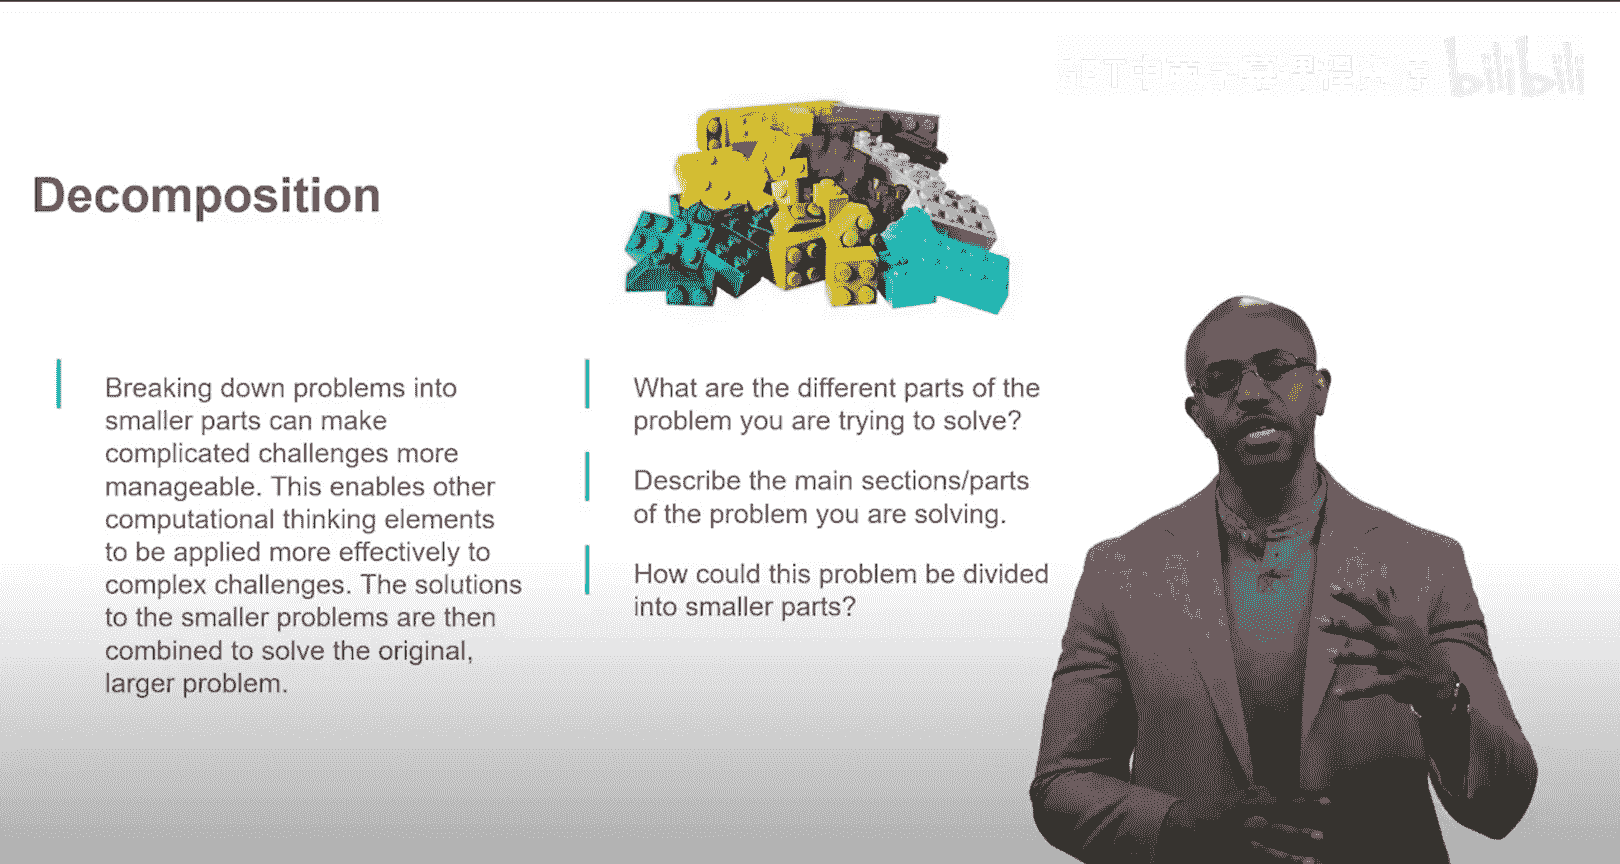 bilibili
Decomposition
Breaking down problems into
smaller parts can make
complicated challenges more
manageable. This enables other
computational thinking elements
to be applied more effectively to
complex challenges. The solutions
to the smaller problems are then
combined to solve the original,
larger problem.
What are the different parts of the
problem you are trying to solve?
Describe the main sections/parts
of the problem you are solving.
How could this problem be divided
into smaller parts?